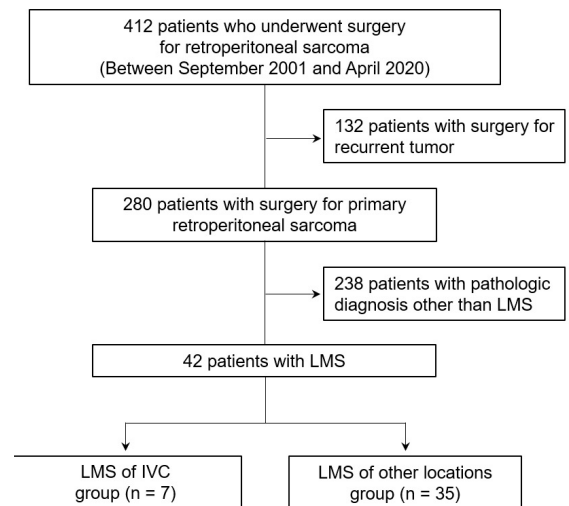 412 patients who underwent surgery
for retroperitoneal sarcoma
(Between September 2001 and April 2020)
132 patients with surgery for
recurrent tumor
280 patients with surgery for primary
retroperitoneal sarcoma
238 patients with pathologic
diagnosis other than LMS
42 patients with LMS
LMS of IVC
group (n = 7)
LMS of other locations
group (n = 35)